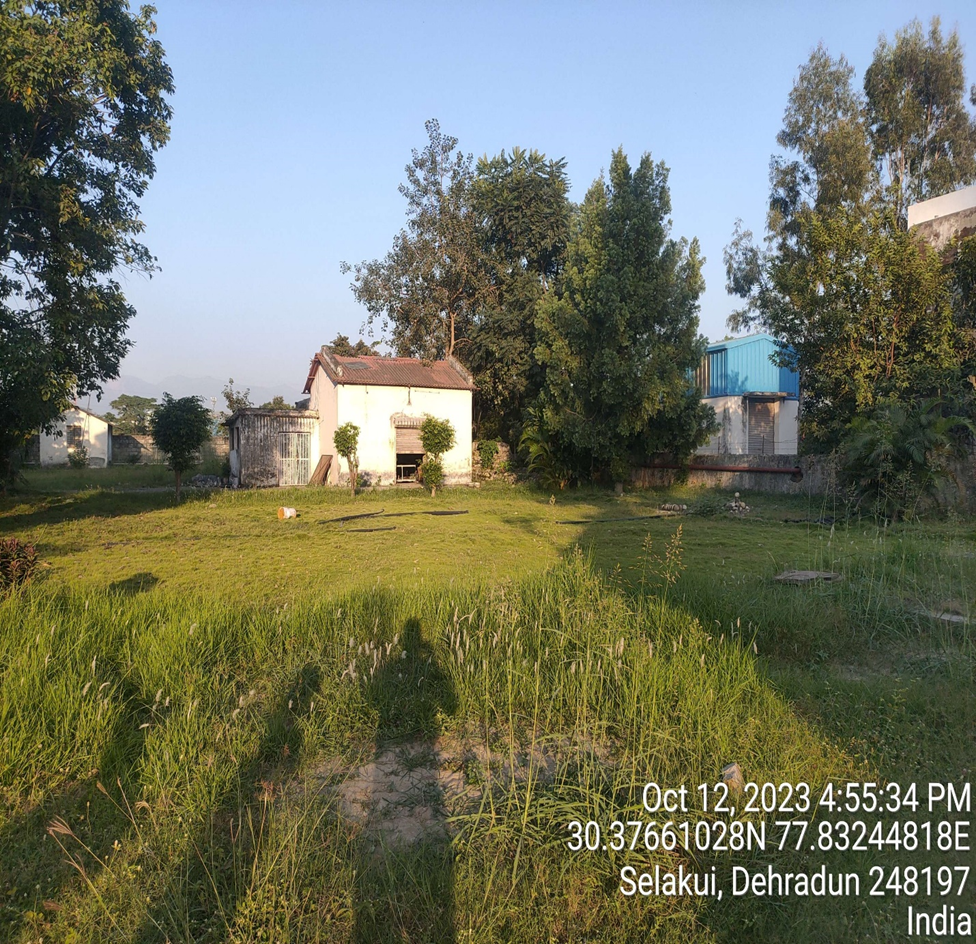 Oct 12, 2023 4:55:34 PM
30.37661028N 77.83244818E
Selakui, Dehradun 248197
India